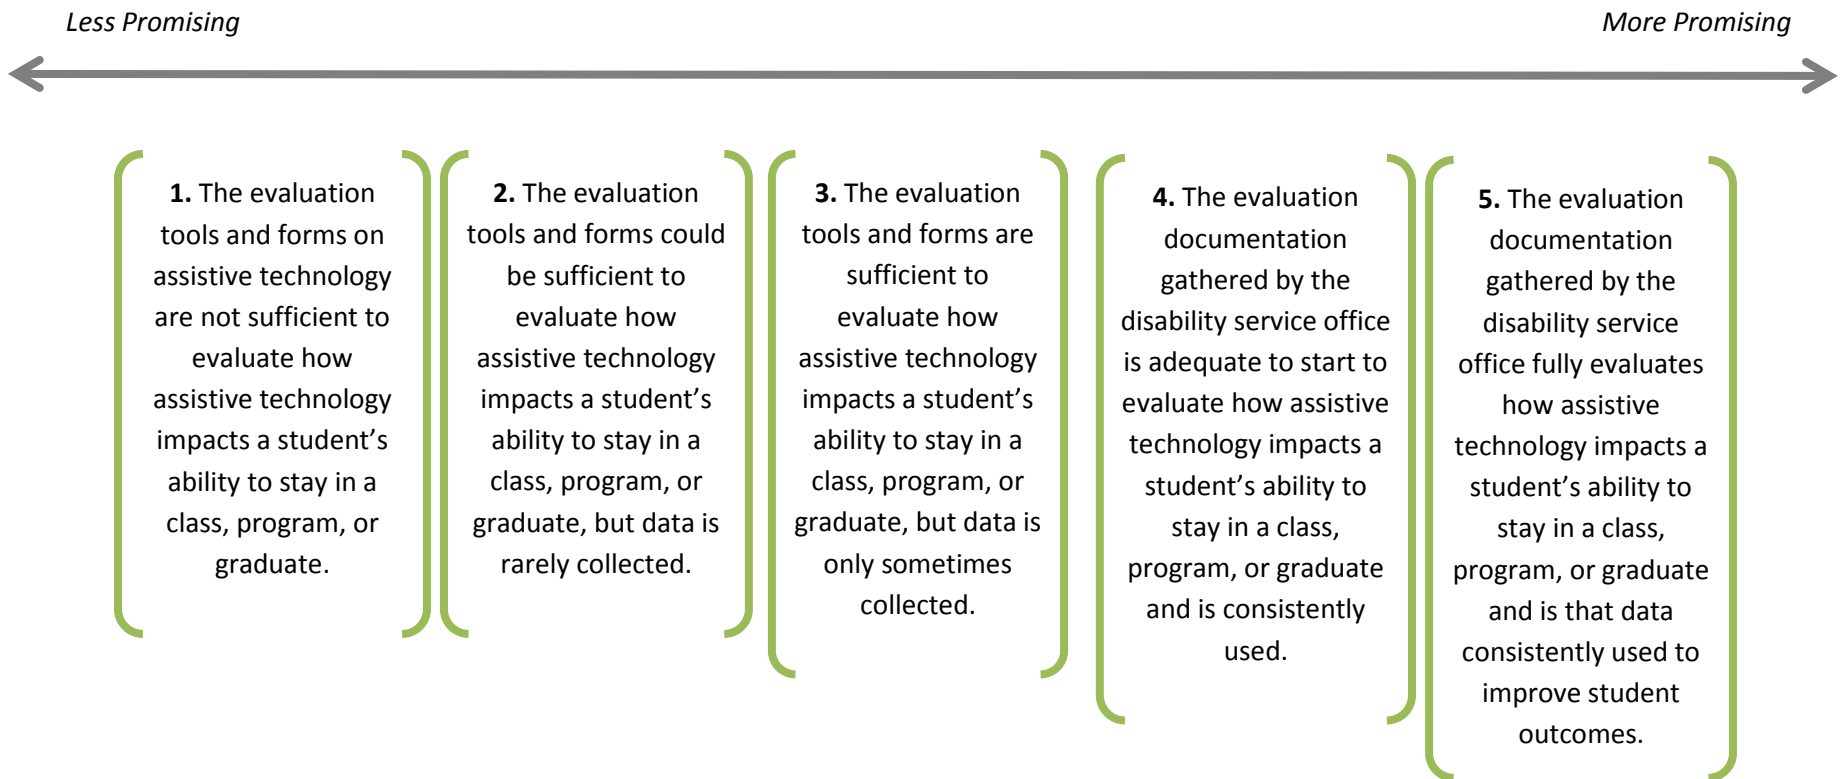 Less Promising
More Promising
1. The evaluation
tools and forms on
assistive technology
are not sufficient to
evaluate how
assistive technology
impacts a student’s
ability to stay in a
class, program, or
graduate.
2. The evaluation
tools and forms could
be sufficient to
evaluate how
assistive technology
impacts a student’s
ability to stay in a
class, program, or
graduate, but data is
rarely collected.
3. The evaluation
tools and forms are
sufficient to
evaluate how
assistive technology
impacts a student’s
ability to stay in a
class, program, or
graduate, but data is
only sometimes
collected.
4. The evaluation
documentation
gathered by the
disability service office
is adequate to start to
evaluate how assistive
technology impacts a
student’s ability to
stay in a class,
program, or graduate
and is consistently
used.
5. The evaluation
documentation
gathered by the
disability service
office fully evaluates
how assistive
technology impacts a
student’s ability to
stay in a class,
program, or graduate
and is that data
consistently used to
improve student
outcomes.